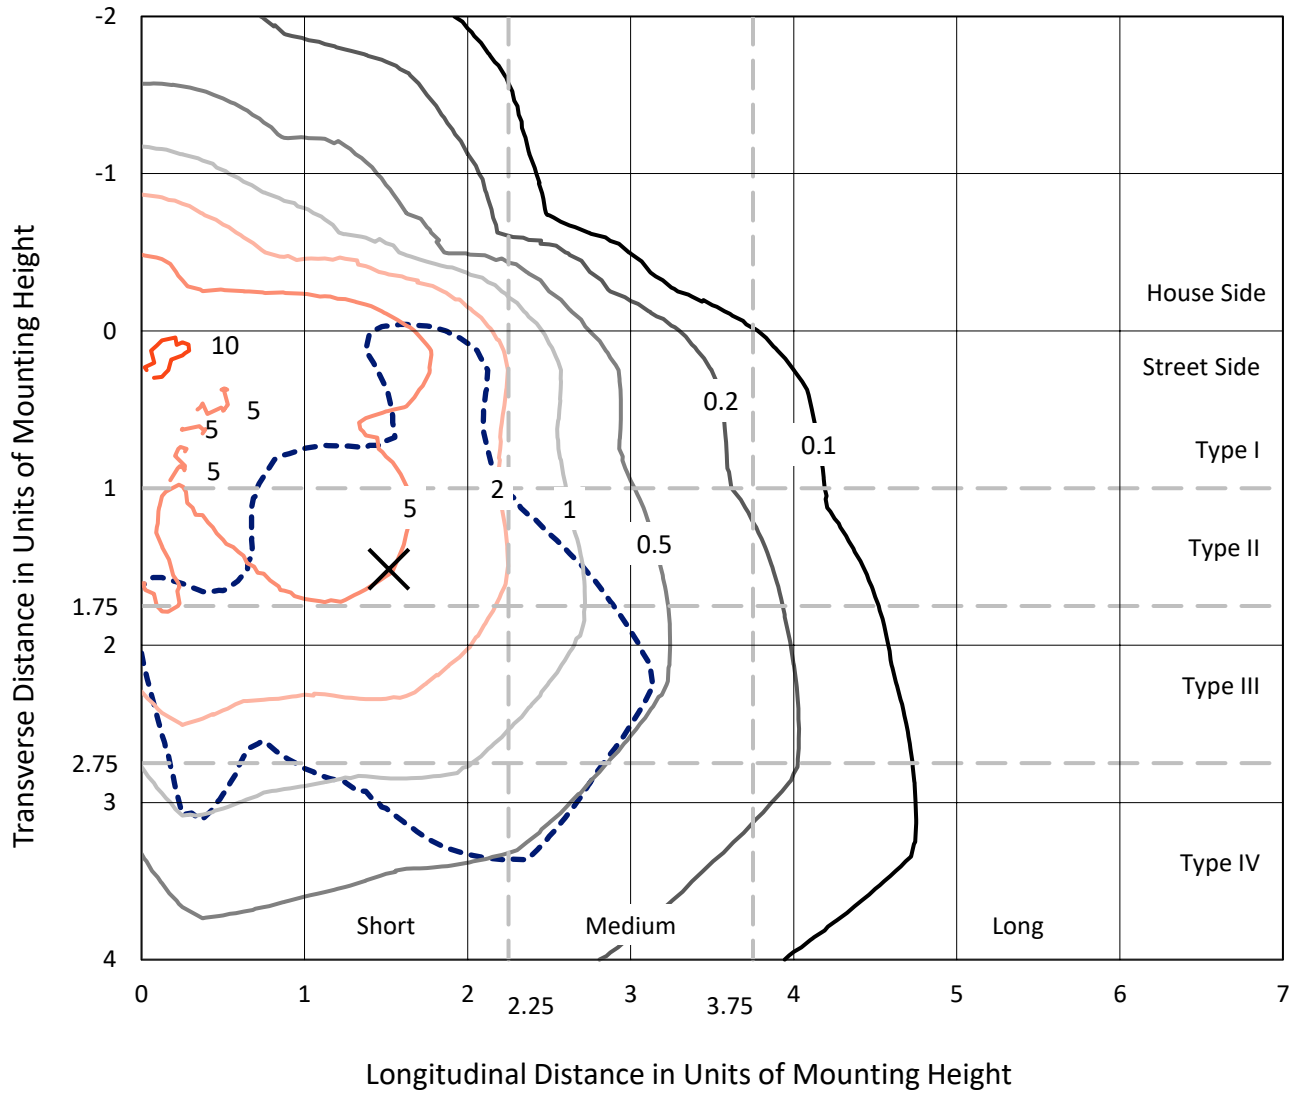 -2
-1
House Side
0
10
Street Side
5
0.2
5
0.1
Type I
5
1
2
5
1
0.5
Type II
1.75
2
Type III
2.75
3
Type IV
Short
Medium
Long
4
0
1
2
2.25
3
3.75
4
5
6
7
Longitudinal Distance in Units of Mounting Height
Transverse Distance in Units of Mounting Height